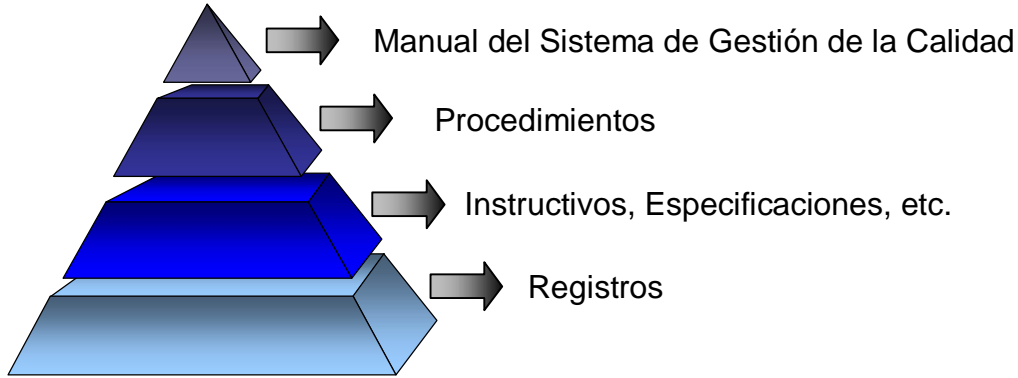 Manual del Sistema de Gestión de la Calidad
Procedimientos
Instructivos, Especificaciones, etc.
Registros